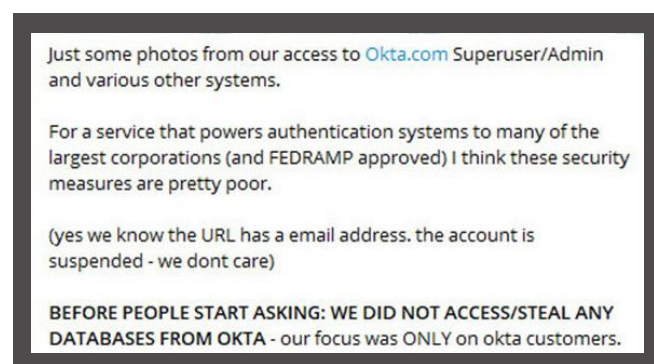 Just some photos from our access to Okta.com Superuser/Admin
and various other systems.
For a service that powers authentication systems to many of the
largest corporations (and FEDRAMP approved) I think these security
measures are pretty poor.
(yes we know the URL has a email address. the account is
suspended - we dont care)
BEFORE PEOPLE START ASKING: WE DID NOT ACCESS/STEAL ANY
DATABASES FROM OKTA - our focus was ONLY on okta customers.